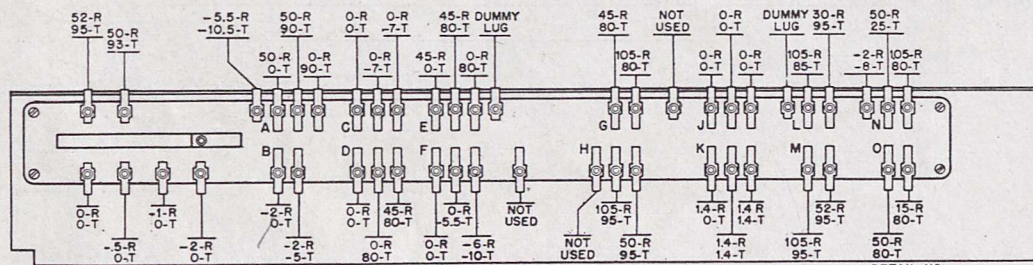 52-R
95-T
50-R
93-T
-5.5-R
-10.5-T
50-R
0-T
50-R
90-T
0-R
90-T
0-R
0-T
0-R
-7-T
0-R
-7-T
45-R
0-T
45-R
80-T
0-R
80-T
DUMMY
LUG
45-R
80-T
105-R
80-T
NOT
USED
0-R
0-T
0-R
0-T
0-R
0-T
DUMMY
LUG
105-R
85-T
30-R
95-T
-2-R
-8-T
50-R
25-T
105-R
80-T
A
C
E
G
J
L
N
B
D
F
H
K
M
O
0-R
0-T
-.5-R
0-T
-1-R
0-T
-2-R
0-T
-2-R
0-T
-2-R
-5-T
0-R
0-T
0-R
80-T
45-R
80-T
0-R
0-T
0-R
-5.5-T
-6-R
-10-T
NOT
USED
NOT
USED
105-R
95-T
50-R
95-T
1.4-R
0-T
1.4-R
1.4-T
1.4-R
1.4-T
105-R
95-T
52-R
95-T
50-R
80-T
15-R
80-T